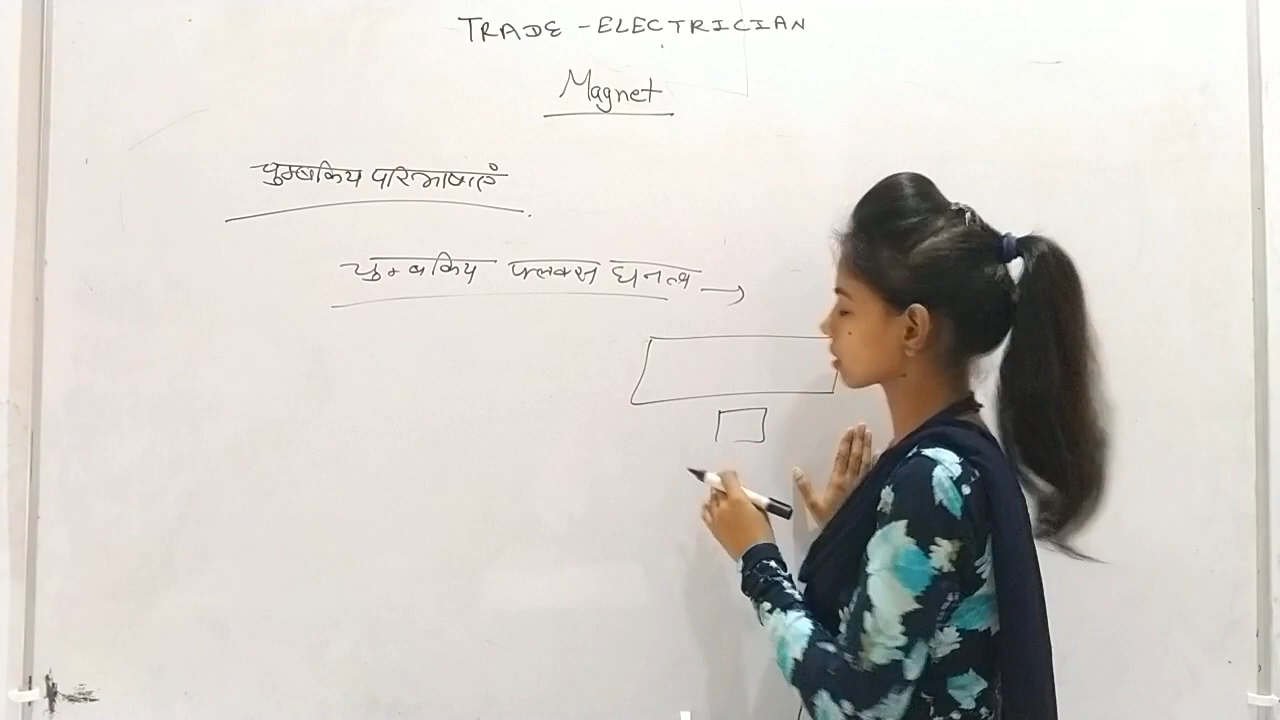 TRADE - ELECTRICIAN
Magnet
चुम्बकिय परिभाषाएं
चुम्बकिय फ्लक्स घनत्व →